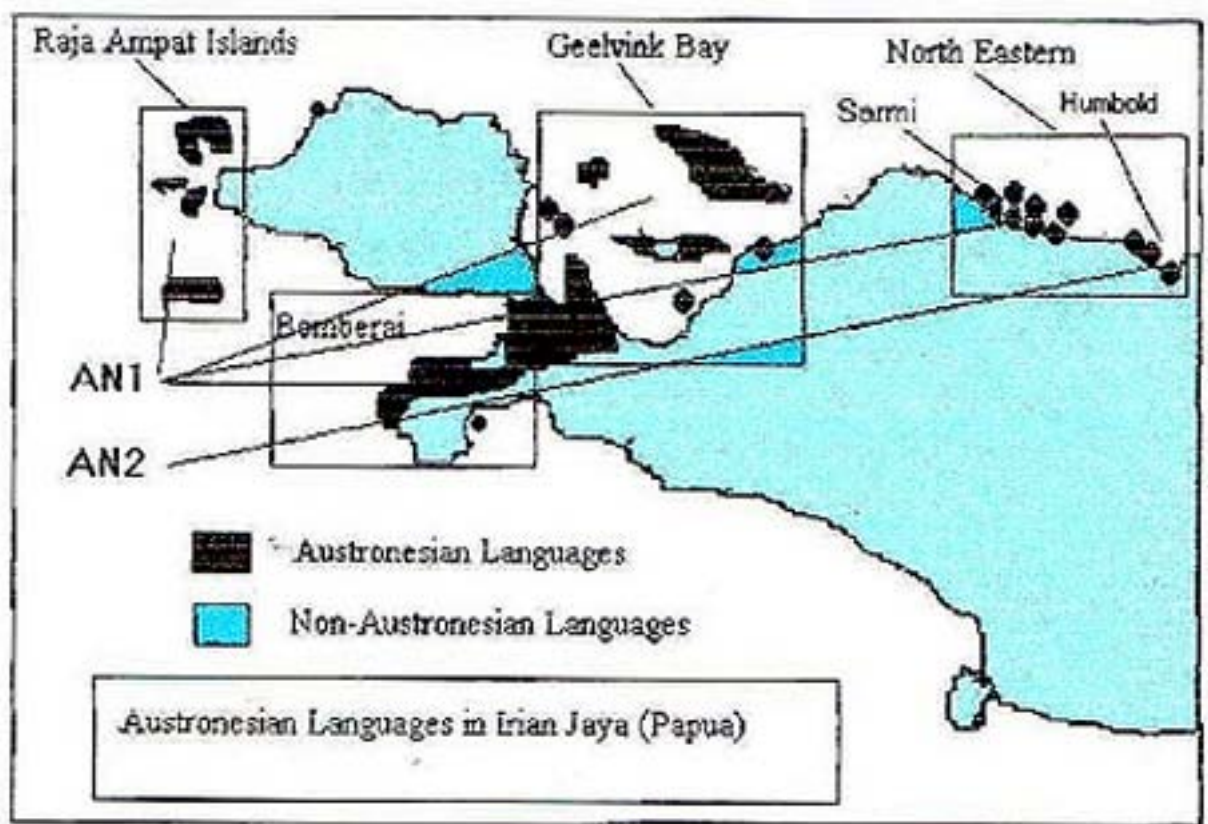 Raja Ampat Islands
Geelvink Bay
North Eastern
Sarmi
Humbold
Bomberai
AN1
AN2
Austronesian Languages
Non-Austronesian Languages
Austronesian Languages in Irian Jaya (Papua)